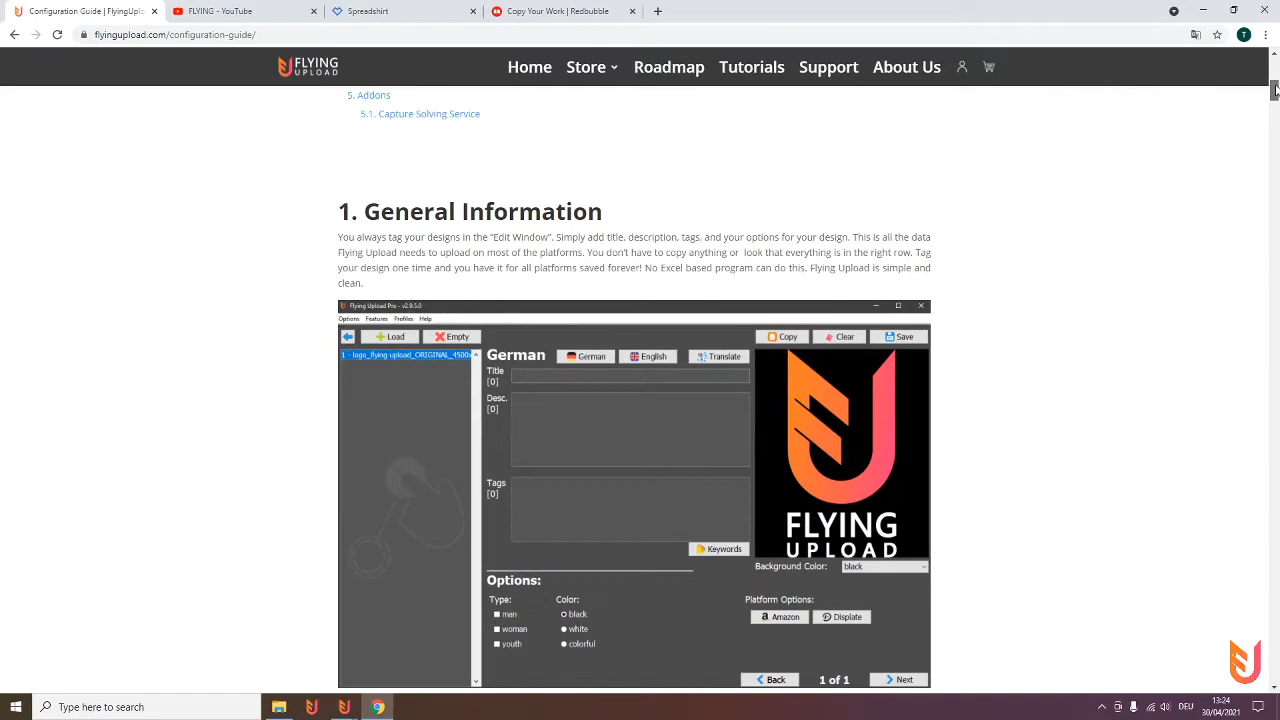 Configuration Guide | FlyingUplo
FLYING - YouTube
Spreadshirt
Copy Your Work | Redbubble
flyingupload.com/configuration-guide/
T
FLYING
UPLOAD
Home
Store
Roadmap
Tutorials
Support
About Us
5. Addons
5.1. Capture Solving Service
1. General Information
You always tag your designs in the “Edit Window”. Simply add title, description, tags, and your options for your design. This is all the data
Flying Upload needs to upload on most of the platforms. You don't have to copy anything or look that everything is in the right row. Tag
your design one time and you have it for all platforms saved forever! No Excel based program can do this. Flying Upload is simple and
clean.
Flying Upload Pro - v2.9.5.0
Options Features Profiles Help
Load
Empty
Copy
Clear
Save
1 - logo_flying upload_ORIGINAL_4500x
German
German
English
Translate
Title
[0]
Desc.
[0]
Tags
[0]
Keywords
FLYING
UPLOAD
Background Color:
black
Options:
Type:
Color:
Platform Options:
man
black
Amazon
Displate
woman
white
youth
colorful
Back
1 of 1
Next
Type here to search
DEU
13:24
30/04/2021